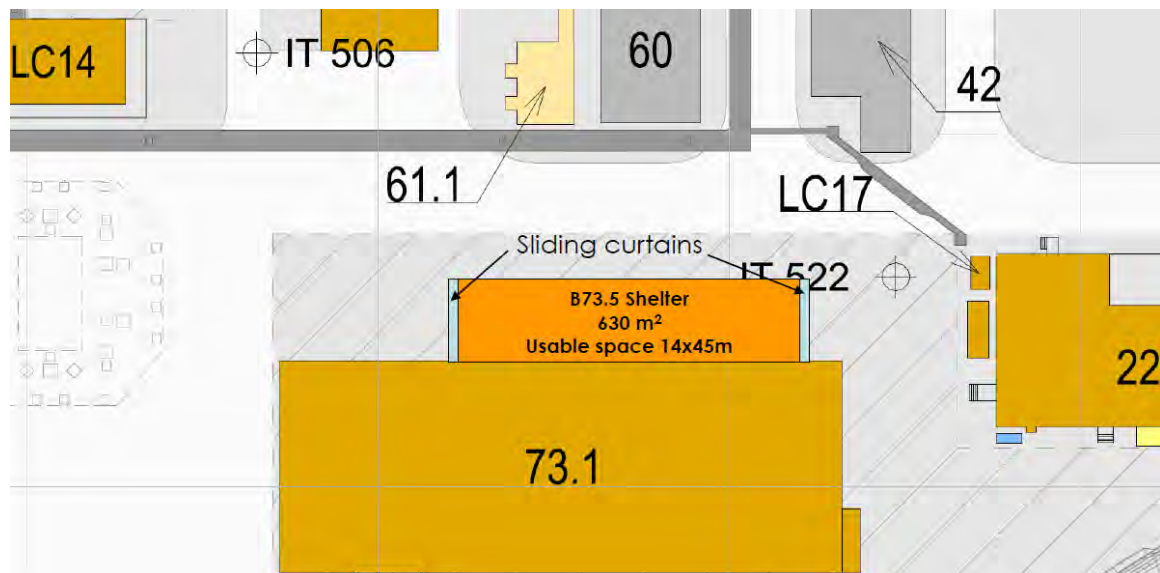 LC14
IT 506
60
42
61.1
LC17
Sliding curtains
IT 522
B73.5 Shelter
630 m²
Usable space 14x45m
22
73.1